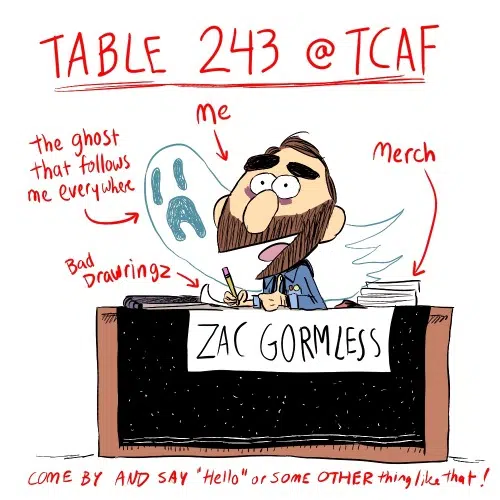 TABLE 243 @ TCAF
Me
the ghost
that follows
me everywhere
Merch
Bad
Drawringz
ZAC GORMLESS
COME BY AND SAY "Hello" or SOME OTHER thing like that!